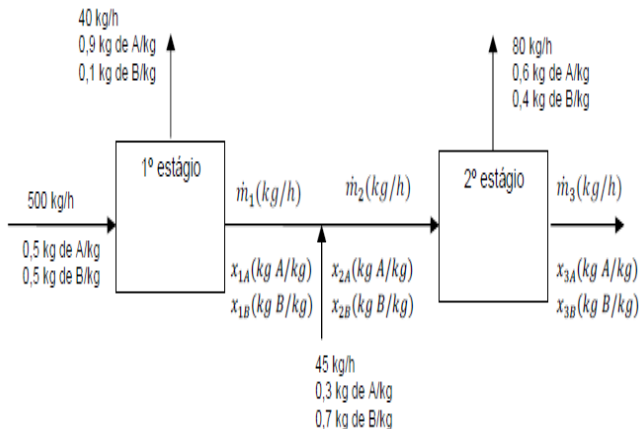 40 kg/h
0,9 kg de A/kg
0,1 kg de B/kg
80 kg/h
0,6 kg de A/kg
0,4 kg de B/kg
1º estágio
2º estágio
500 kg/h
ṁ₁(kg/h)
ṁ₂(kg/h)
ṁ₃(kg/h)
0,5 kg de A/kg
0,5 kg de B/kg
x₁A(kg A/kg)
x₁B(kg B/kg)
x₂A(kg A/kg)
x₂B(kg B/kg)
x₃A(kg A/kg)
x₃B(kg B/kg)
45 kg/h
0,3 kg de A/kg
0,7 kg de B/kg